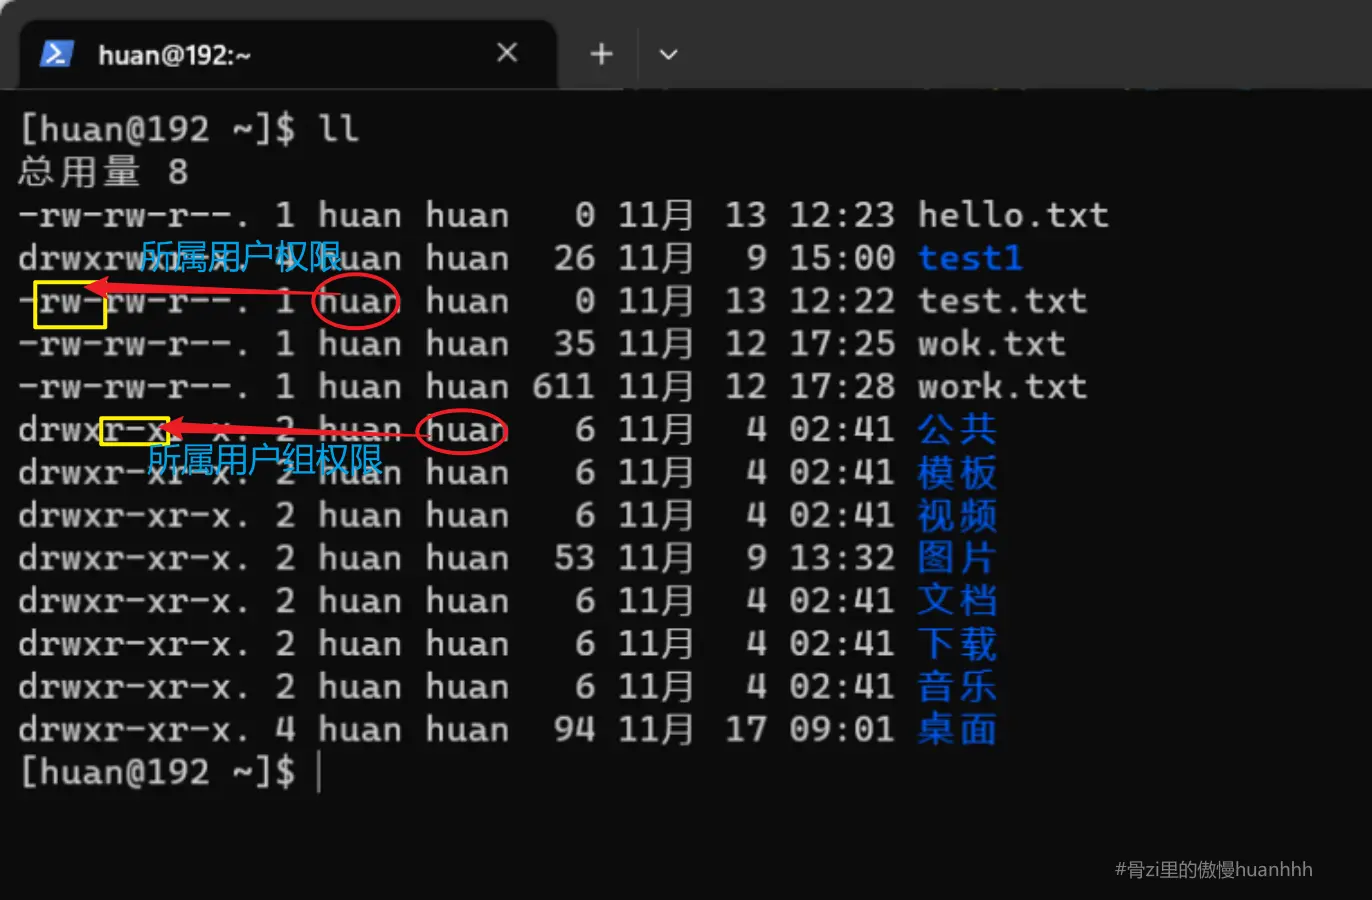 huan@192:~
[huan@192 ~]$ ll
总用量 8
-rw-rw-r--. 1 huan huan 0 11月 13 12:23 hello.txt
drwxrwxr-x. 4 huan huan 26 11月 9 15:00 test1
所属用户权限
-rw-rw-r--. 1 huan huan 0 11月 13 12:22 test.txt
-rw-rw-r--. 1 huan huan 35 11月 12 17:25 wok.txt
-rw-rw-r--. 1 huan huan 611 11月 12 17:28 work.txt
drwxr-xr-x. 2 huan huan 6 11月 4 02:41 公共
所属用户组权限
drwxr-xr-x. 2 huan huan 6 11月 4 02:41 模板
drwxr-xr-x. 2 huan huan 6 11月 4 02:41 视频
drwxr-xr-x. 2 huan huan 53 11月 9 13:32 图片
drwxr-xr-x. 2 huan huan 6 11月 4 02:41 文档
drwxr-xr-x. 2 huan huan 6 11月 4 02:41 下载
drwxr-xr-x. 2 huan huan 6 11月 4 02:41 音乐
drwxr-xr-x. 4 huan huan 94 11月 17 09:01 桌面
[huan@192 ~]$
#骨zi里的傲慢huanhhh